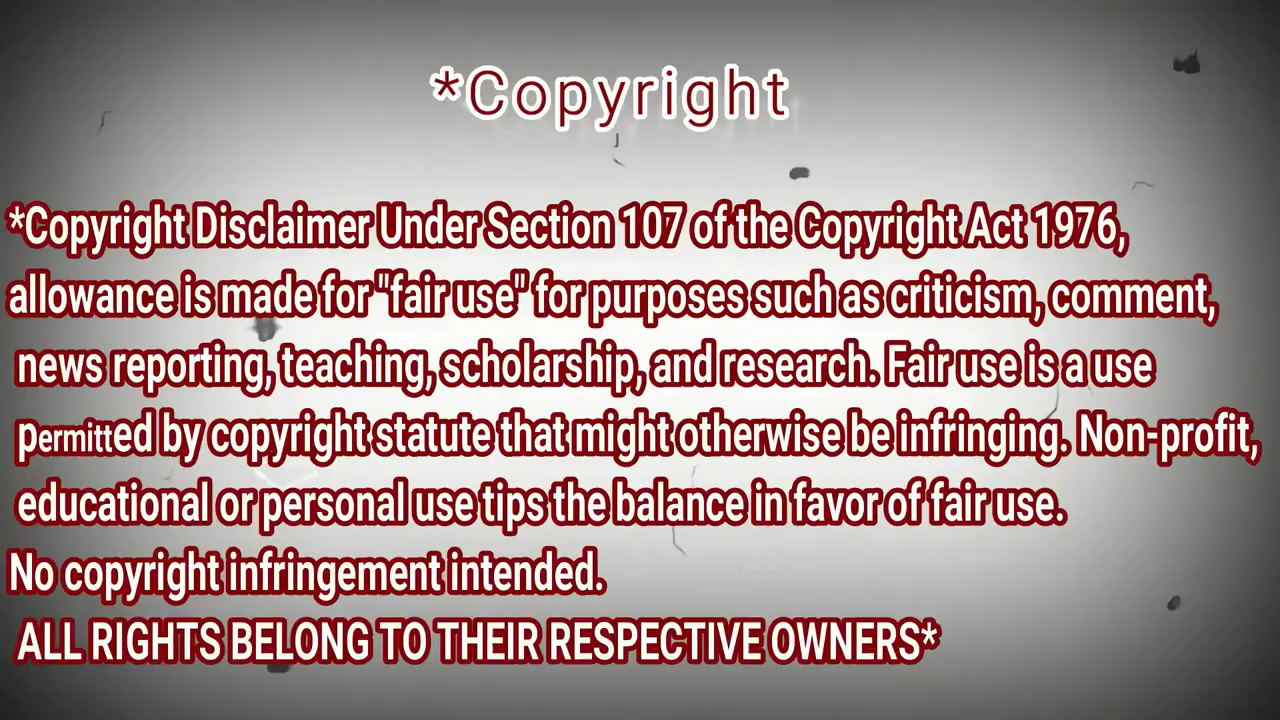 *Copyright
*Copyright Disclaimer Under Section 107 of the Copyright Act 1976,
allowance is made for "fair use" for purposes such as criticism, comment,
news reporting, teaching, scholarship, and research. Fair use is a use
permitted by copyright statute that might otherwise be infringing. Non-profit,
educational or personal use tips the balance in favor of fair use.
No copyright infringement intended.
ALL RIGHTS BELONG TO THEIR RESPECTIVE OWNERS*